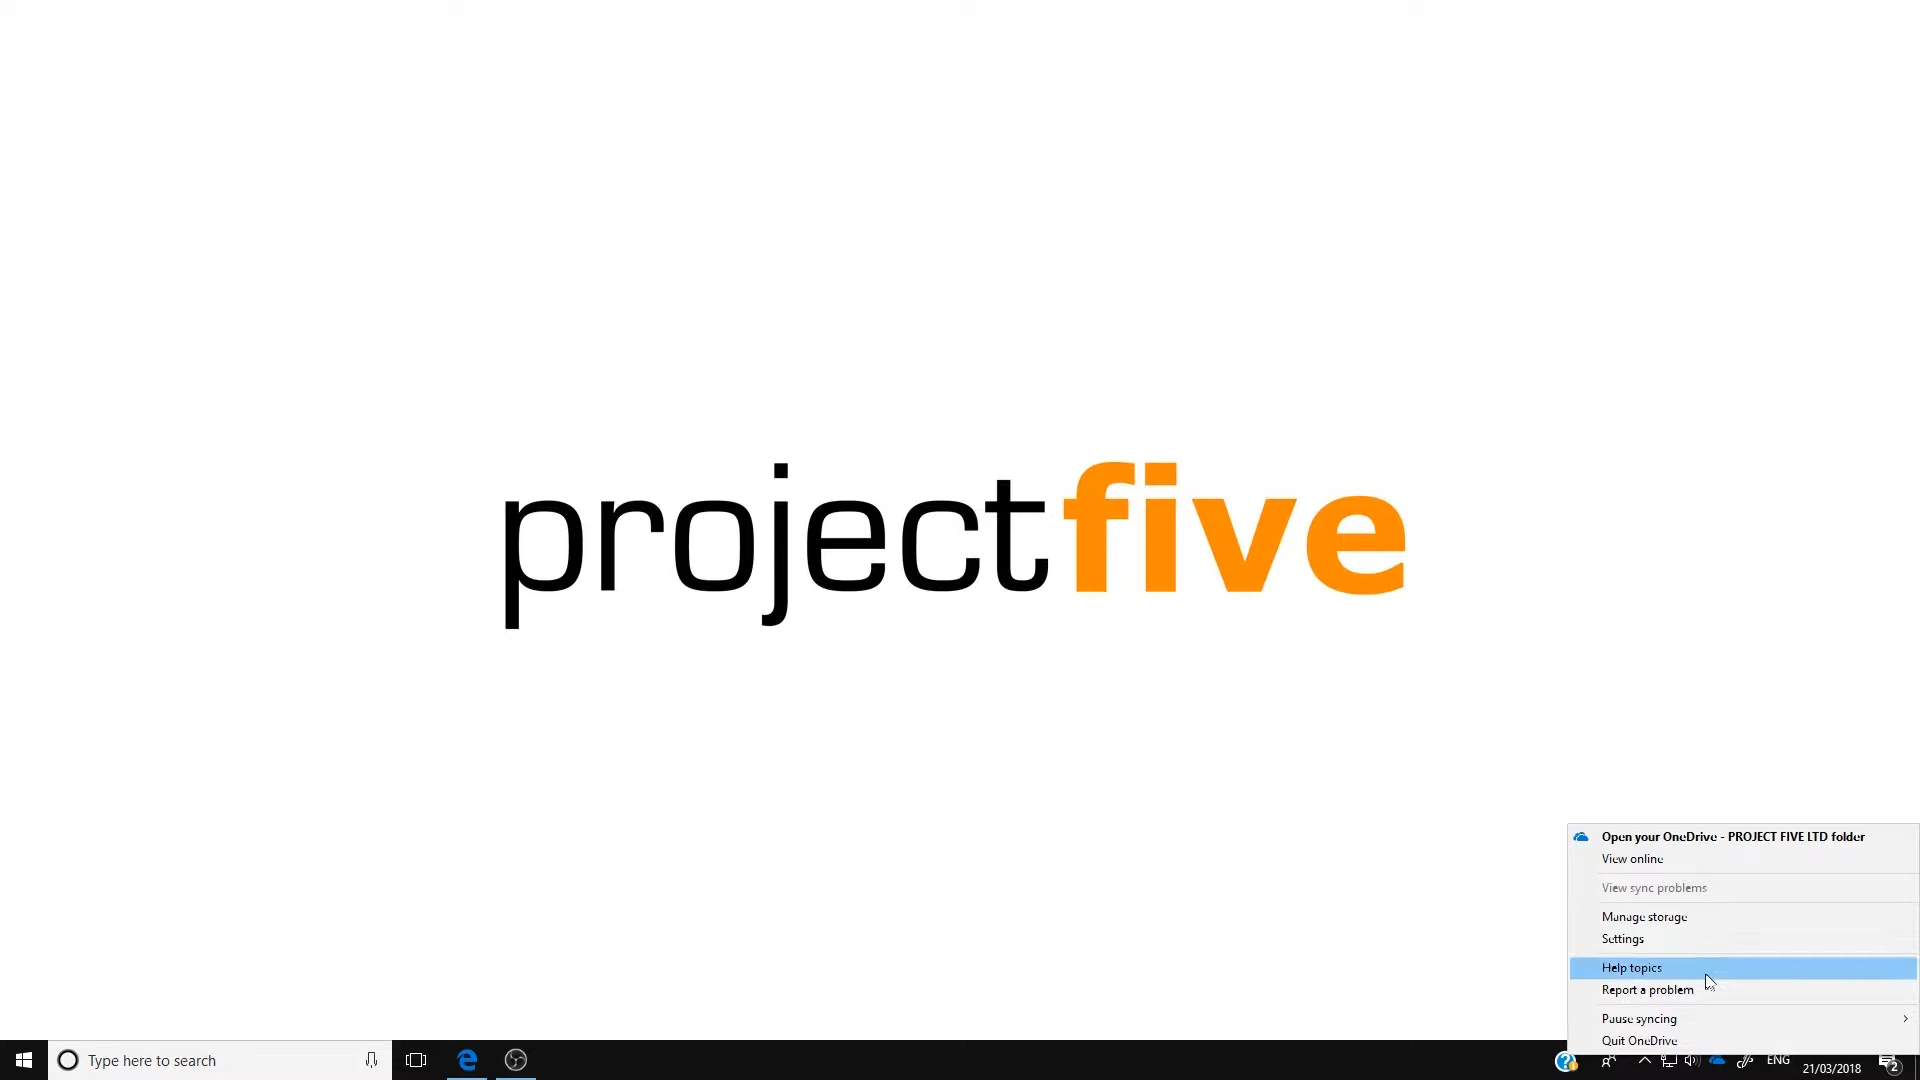 projectfive
Open your OneDrive - PROJECT FIVE LTD folder
View online
View sync problems
Manage storage
Settings
Help topics
Report a problem
Pause syncing
Quit OneDrive
Type here to search
ENG
21/03/2018
2